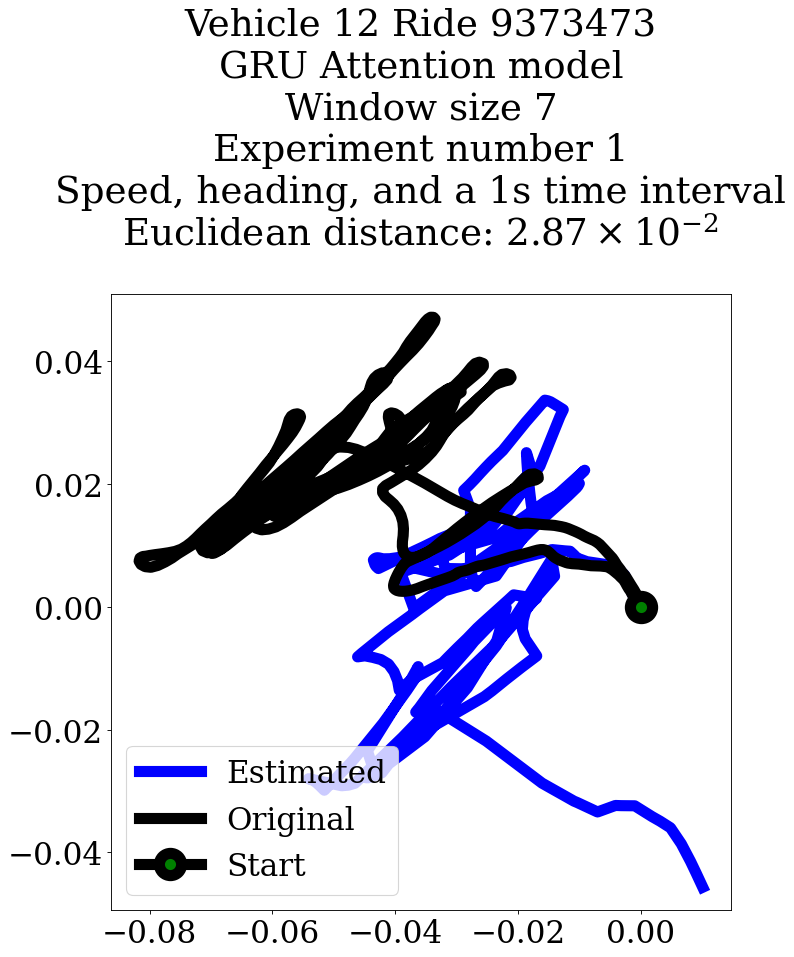 Vehicle 12 Ride 9373473
GRU Attention model
Window size 7
Experiment number 1
Speed, heading, and a 1s time interval
Euclidean distance: 2.87 × 10⁻²
0.04
0.02
0.00
−0.02
−0.04
Estimated
Original
Start
−0.08 −0.06 −0.04 −0.02 0.00